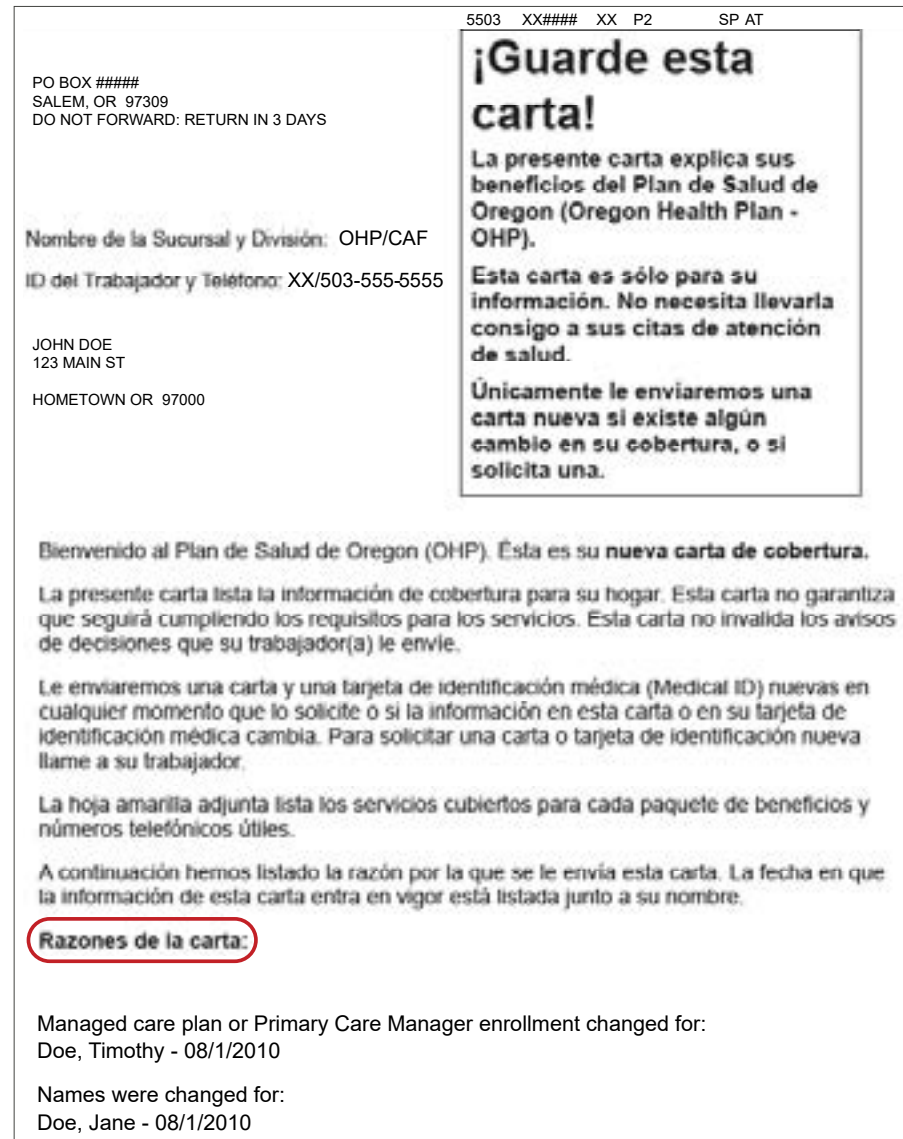 5503 XX#### XX P2 SP AT
PO BOX #####
SALEM, OR 97309
DO NOT FORWARD: RETURN IN 3 DAYS
Nombre de la Sucursal y División: OHP/CAF
ID del Trabajador y Teléfono: XX/503-555-5555
JOHN DOE
123 MAIN ST
HOMETOWN OR 97000
¡Guarde esta
carta!
La presente carta explica sus
beneficios del Plan de Salud de
Oregon (Oregon Health Plan -
OHP).
Esta carta es sólo para su
información. No necesita llevarla
consigo a sus citas de atención
de salud.
Únicamente le enviaremos una
carta nueva si existe algún
cambio en su cobertura, o si
solicita una.
Bienvenido al Plan de Salud de Oregon (OHP). Ésta es su nueva carta de cobertura.
La presente carta lista la información de cobertura para su hogar. Esta carta no garantiza
que seguirá cumpliendo los requisitos para los servicios. Esta carta no invalida los avisos
de decisiones que su trabajador(a) le envíe.
Le enviaremos una carta y una tarjeta de identificación médica (Medical ID) nuevas en
cualquier momento que lo solicite o si la información en esta carta o en su tarjeta de
identificación médica cambia. Para solicitar una carta o tarjeta de identificación nueva
llame a su trabajador.
La hoja amarilla adjunta lista los servicios cubiertos para cada paquete de beneficios y
números telefónicos útiles.
A continuación hemos listado la razón por la que se le envía esta carta. La fecha en que
la información de esta carta entra en vigor está listada junto a su nombre.
Razones de la carta:
Managed care plan or Primary Care Manager enrollment changed for:
Doe, Timothy - 08/1/2010
Names were changed for:
Doe, Jane - 08/1/2010